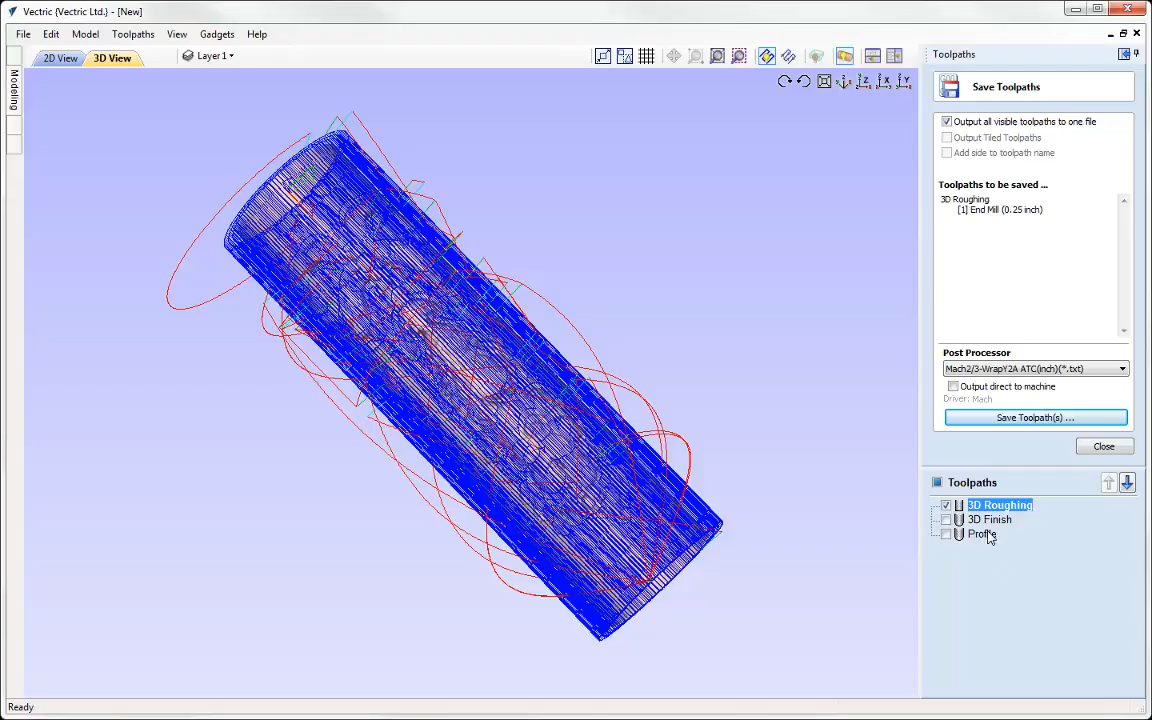 Vectric {Vectric Ltd.} - [New]
File Edit Model Toolpaths View Gadgets Help
2D View 3D View Layer 1
Modeling
Z X Y
Toolpaths
Save Toolpaths
Output all visible toolpaths to one file
Output Tiled Toolpaths
Add side to toolpath name
Toolpaths to be saved ...
3D Roughing
[1] End Mill (0.25 inch)
Post Processor
Mach2/3-WrapY2A ATC(inch)(*.txt)
Output direct to machine
Driver: Mach
Save Toolpath(s) ...
Close
Toolpaths
3D Roughing
3D Finish
Profile
Ready